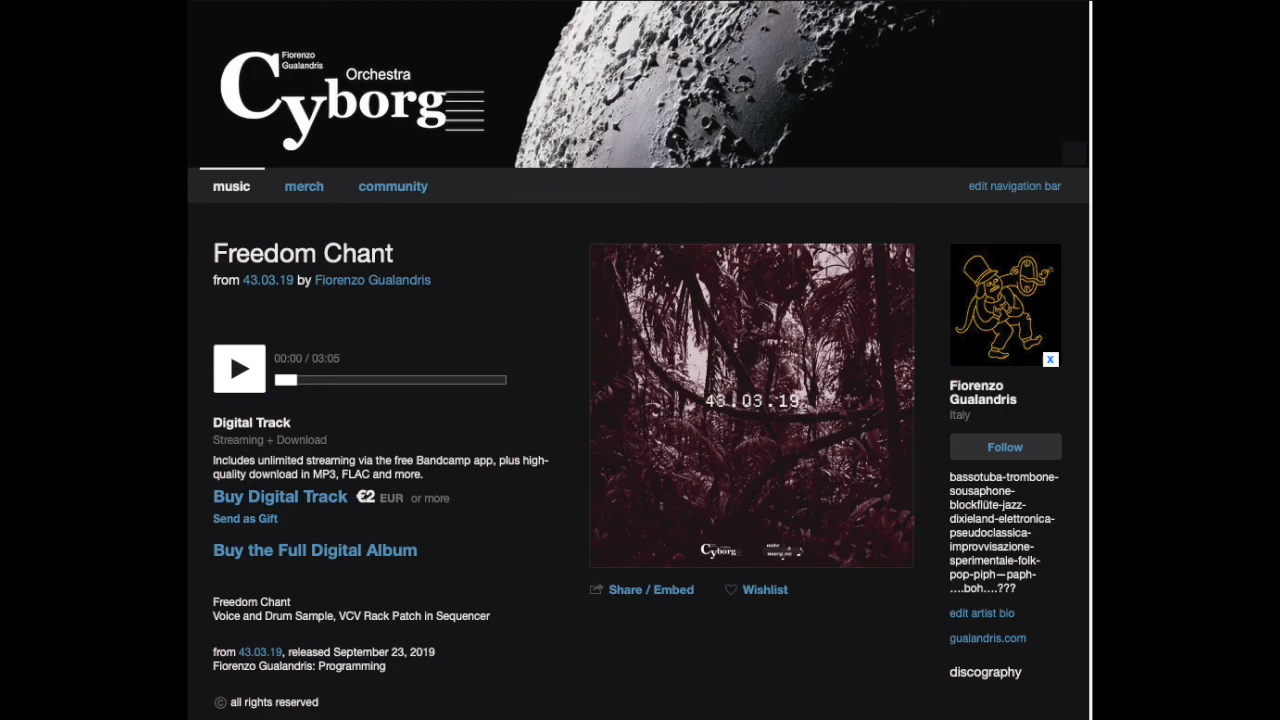 Fiorenzo
Gualandris
Orchestra
Cyborg
music
merch
community
edit navigation bar
Freedom Chant
from 43.03.19 by Fiorenzo Gualandris
00:00 / 03:05
Digital Track
Streaming + Download
Includes unlimited streaming via the free Bandcamp app, plus high-
quality download in MP3, FLAC and more.
Buy Digital Track €2 EUR or more
Send as Gift
Buy the Full Digital Album
Freedom Chant
Voice and Drum Sample, VCV Rack Patch in Sequencer
from 43.03.19, released September 23, 2019
Fiorenzo Gualandris: Programming
© all rights reserved
43.03.19
Cyborg
note
Share / Embed
Wishlist
x
Fiorenzo
Gualandris
Italy
Follow
bassotuba-trombone-
sousaphone-
blockflüte-jazz-
dixieland-elettronica-
pseudoclassica-
improvvisazione-
sperimentale-folk-
pop-piph—paph-
....boh....???
edit artist bio
gualandris.com
discography